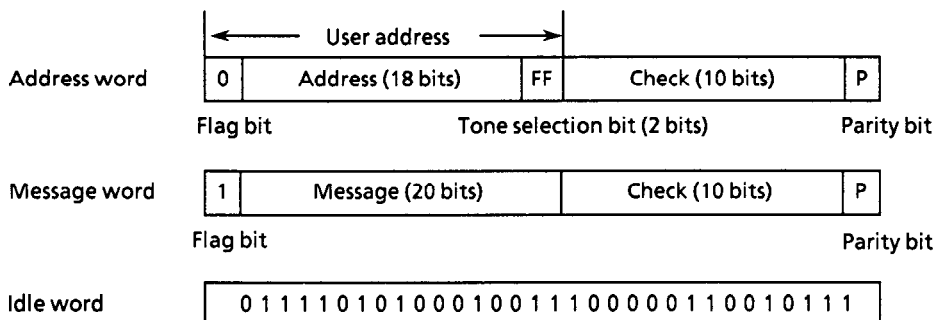 User address
Address word 0 Address (18 bits) FF Check (10 bits) P
Flag bit Tone selection bit (2 bits) Parity bit
Message word 1 Message (20 bits) Check (10 bits) P
Flag bit Parity bit
Idle word 0 1 1 1 1 0 1 0 1 0 0 0 1 0 0 1 1 1 0 0 0 0 0 1 1 0 0 1 0 1 1 1